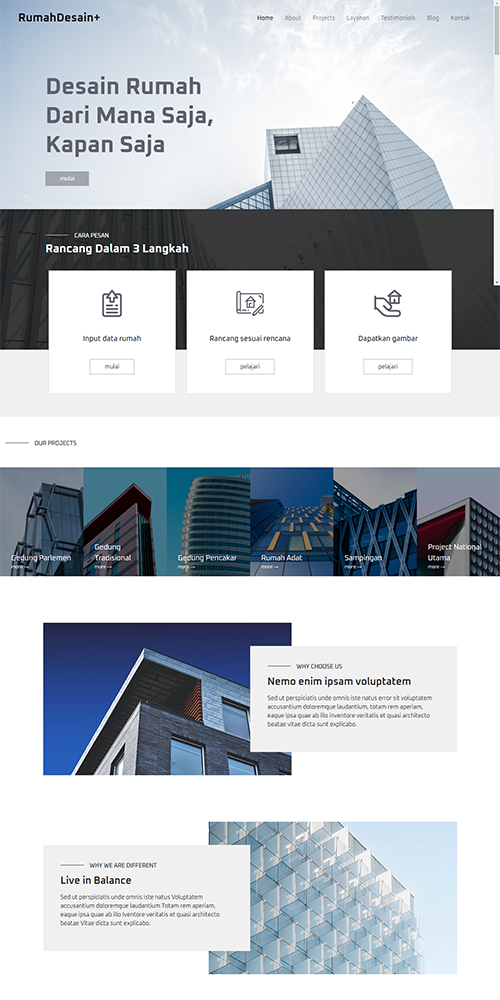 RumahDesain+
Home About Projects Layanan Testimonials Blog Kontak
Desain Rumah
Dari Mana Saja,
Kapan Saja
mulai
CARA PESAN
Rancang Dalam 3 Langkah
Input data rumah
mulai
Rancang sesuai rencana
pelajari
Dapatkan gambar
pelajari
OUR PROJECTS
Gedung Parlemen
more →
Gedung
Tradisional
more →
Gedung Pencakar
more →
Rumah Adat
more →
Sampingan
more →
Project National
Utama
more →
WHY CHOOSE US
Nemo enim ipsam voluptatem
Sed ut perspiciatis unde omnis iste natus error sit voluptatem
accusantium doloremque laudantium, totam rem aperiam,
eaque ipsa quae ab illo inventore veritatis et quasi architecto
beatae vitae dicta sunt explicabo.
WHY WE ARE DIFFERENT
Live in Balance
Sed ut perspiciatis unde omnis iste natus Voluptatem
accusantium doloremque laudantium Totam rem aperiam,
eaque ipsa quae ab illo Iventore veritatis et quasi architecto
beatae Vitae dicta sunt explicabo.